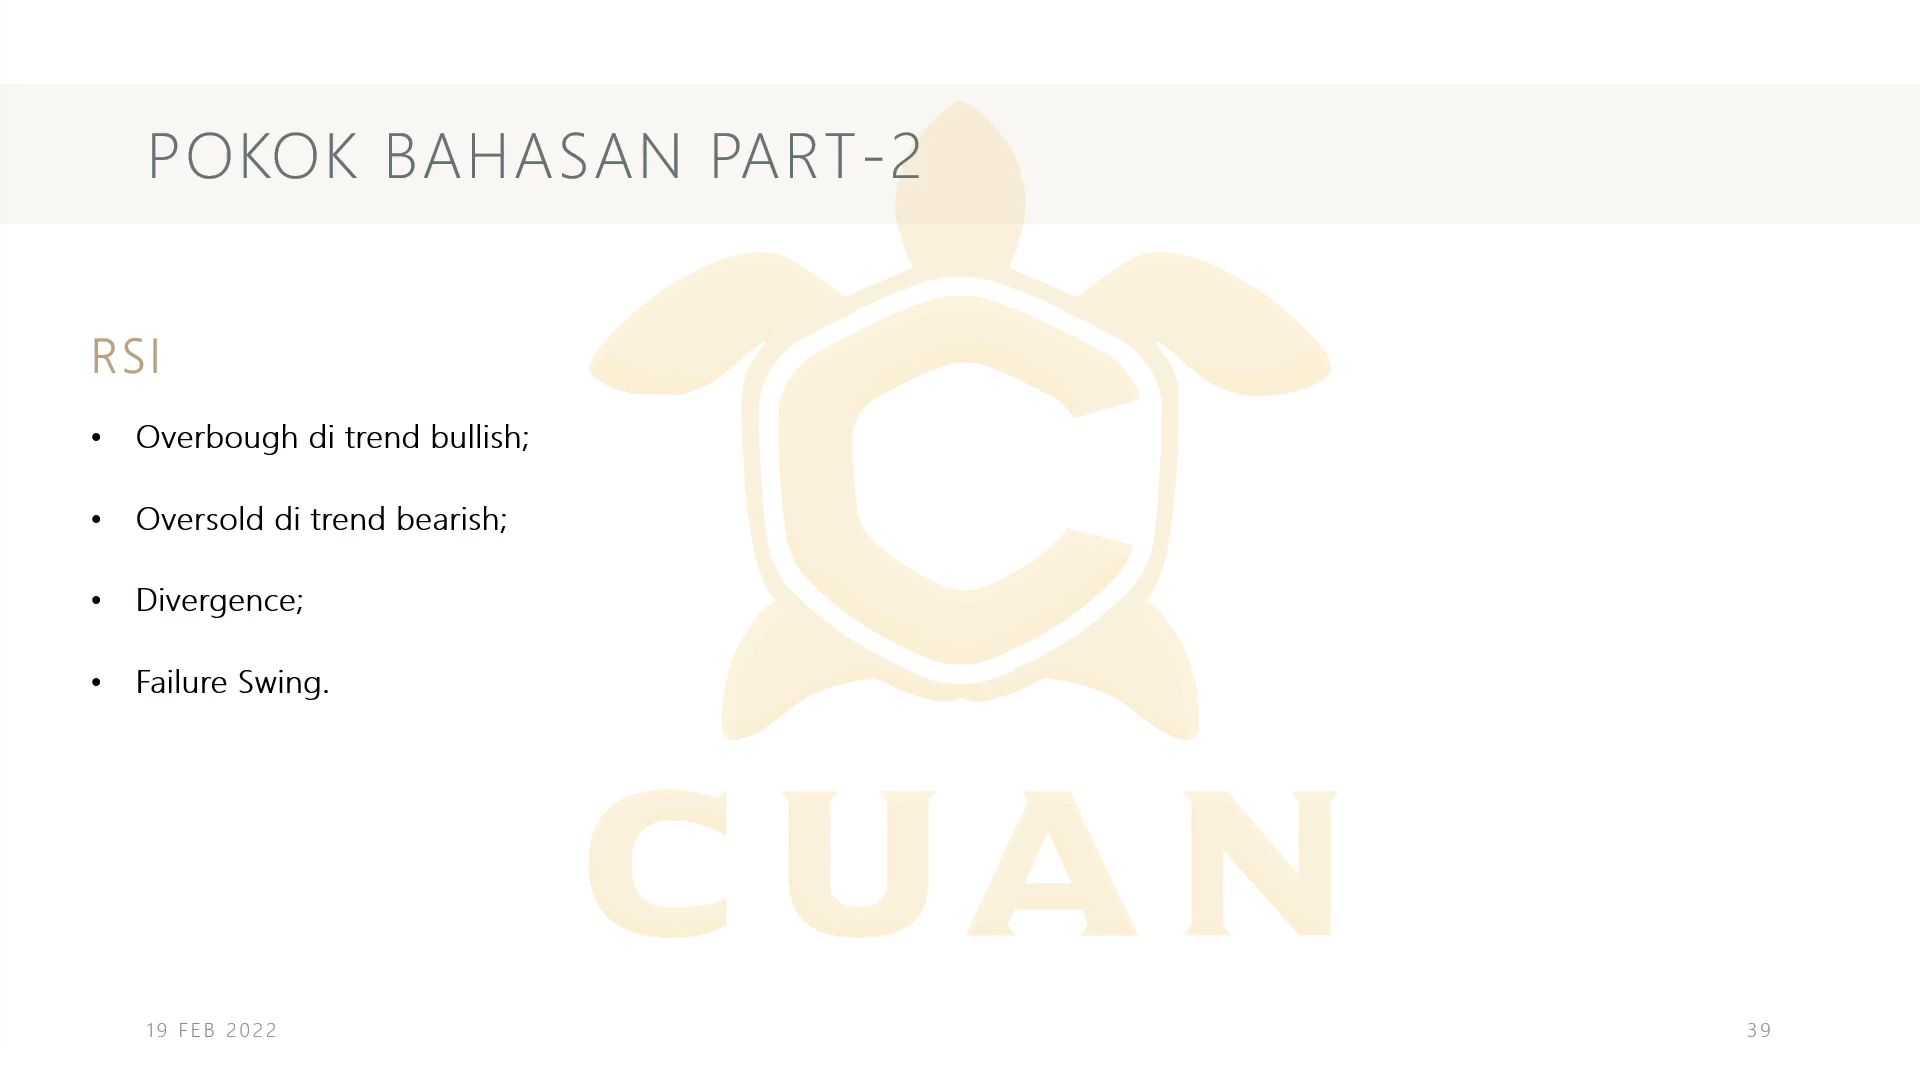 POKOK BAHASAN PART-2
RSI
• Overbough di trend bullish;
• Oversold di trend bearish;
• Divergence;
• Failure Swing.
C
CUAN
19 FEB 2022
39